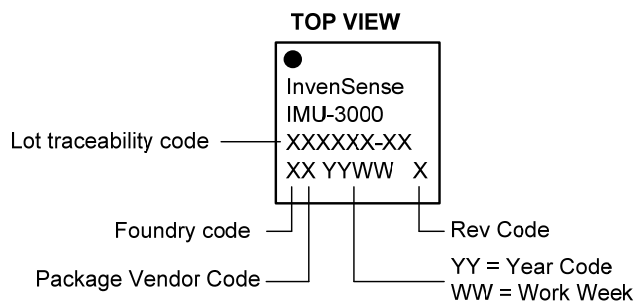 TOP VIEW
InvenSense
IMU-3000
Lot traceability code
XXXXXX-XX
XX YYWW X
Foundry code
Rev Code
Package Vendor Code
YY = Year Code
WW = Work Week